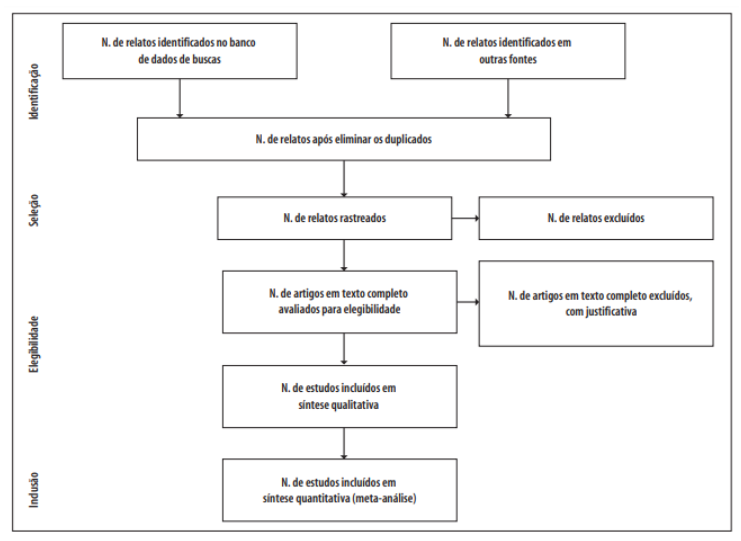 Identificação
N. de relatos identificados no banco
de dados de buscas
N. de relatos identificados em
outras fontes
N. de relatos após eliminar os duplicados
Seleção
N. de relatos rastreados
N. de relatos excluídos
Elegibilidade
N. de artigos em texto completo
avaliados para elegibilidade
N. de artigos em texto completo excluídos,
com justificativa
N. de estudos incluídos em
síntese qualitativa
Inclusão
N. de estudos incluídos em
síntese quantitativa (meta-análise)